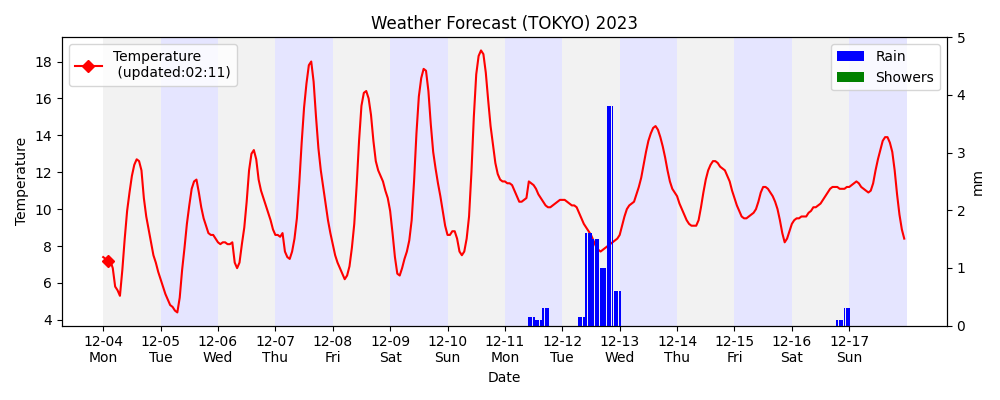 Weather Forecast (TOKYO) 2023
Temperature
(updated:02:11)
Rain
Showers
Temperature
18
16
14
12
10
8
6
4
5
4
3
2
1
0
mm
12-04 12-05 12-06 12-07 12-08 12-09 12-10 12-11 12-12 12-13 12-14 12-15 12-16 12-17
Mon Tue Wed Thu Fri Sat Sun Mon Tue Wed Thu Fri Sat Sun
Date